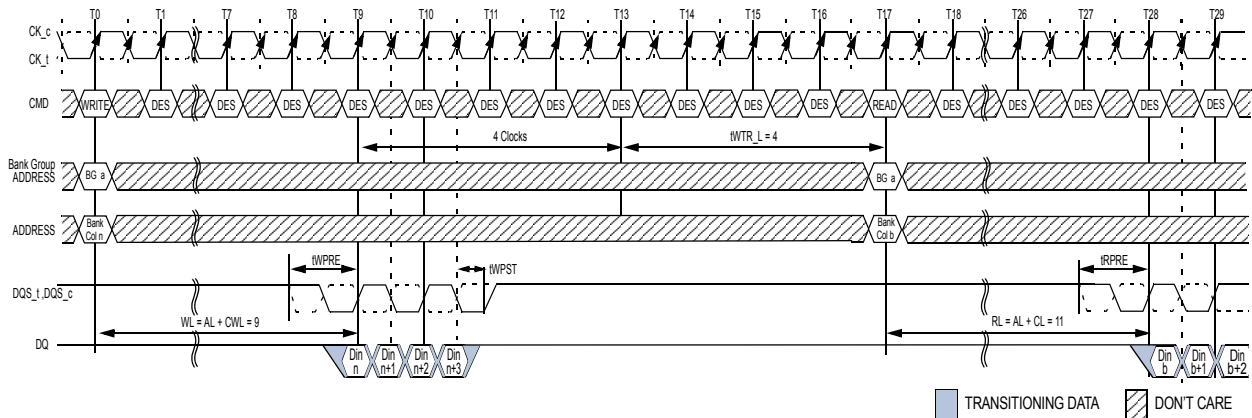 T0 T1 T7 T8 T9 T10 T11 T12 T13 T14 T15 T16 T17 T18 T26 T27 T28 T29
CK_c
CK_t
CMD WRITE DES DES DES DES DES DES DES DES DES DES DES READ DES DES DES DES DES
4 Clocks tWTR_L = 4
Bank Group
ADDRESS BG a BG a
ADDRESS Bank Col n Bank Col b
tWPRE tWPST tRPRE
DQS_t ,DQS_c
WL = AL + CWL = 9 RL = AL + CL = 11
DQ Din n Din n+1 Din n+2 Din n+3 Din b Din b+1 Din b+2
TRANSITIONING DATA DON'T CARE